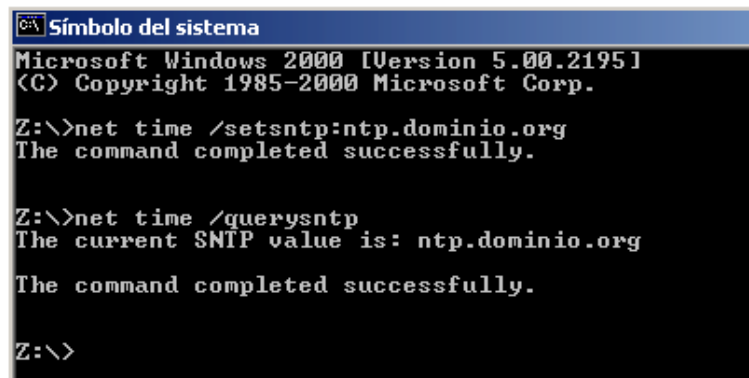 Símbolo del sistema
Microsoft Windows 2000 [Version 5.00.2195]
(C) Copyright 1985-2000 Microsoft Corp.
Z:\>net time /setsntp:ntp.dominio.org
The command completed successfully.
Z:\>net time /querysntp
The current SNTP value is: ntp.dominio.org
The command completed successfully.
Z:\>